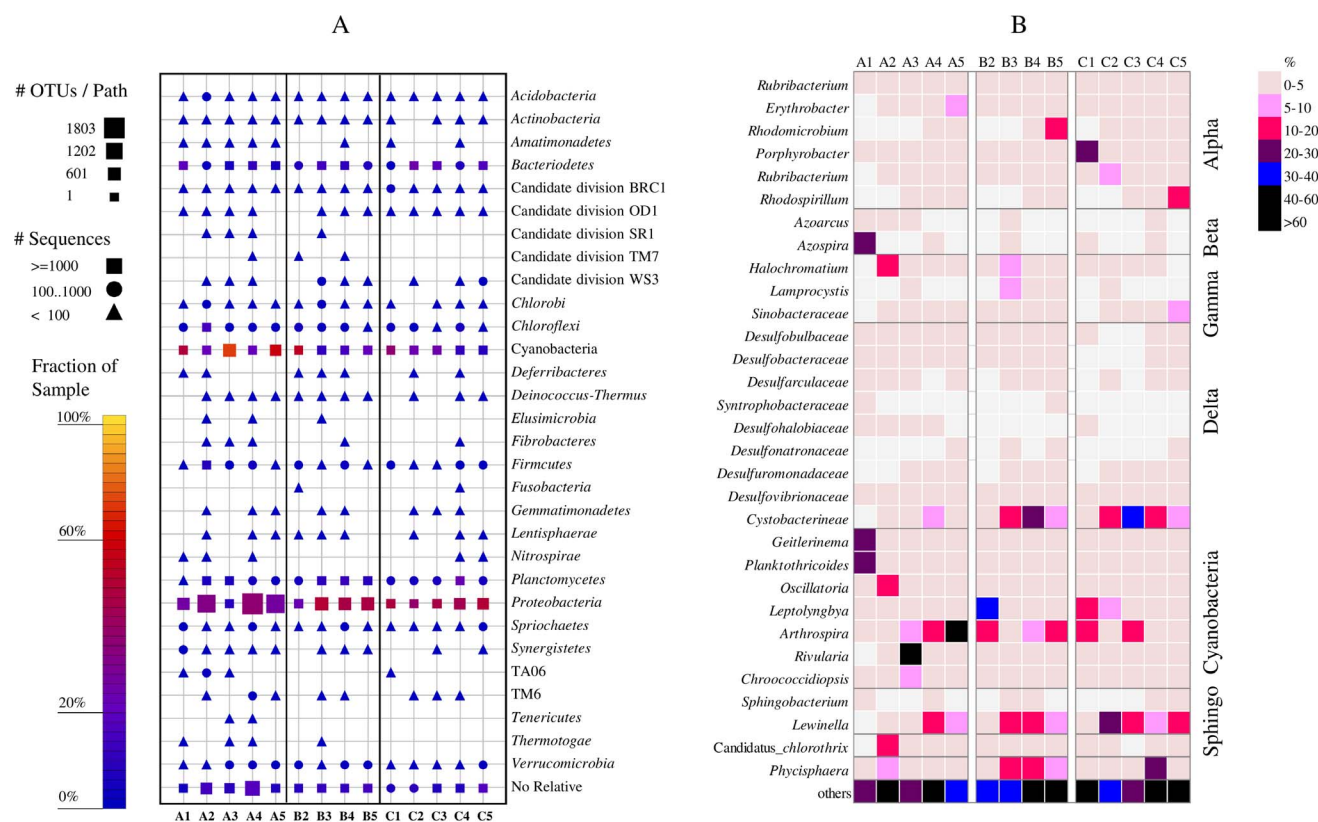 A
B
# OTUs / Path
1803
1202
601
1
# Sequences
>=1000
100..1000
< 100
Fraction of
Sample
100%
60%
20%
0%
Acidobacteria
Actinobacteria
Amatimonadetes
Bacteriodetes
Candidate division BRC1
Candidate division OD1
Candidate division SR1
Candidate division TM7
Candidate division WS3
Chlorobi
Chloroflexi
Cyanobacteria
Deferribacteres
Deinococcus-Thermus
Elusimicrobia
Fibrobacteres
Firmcutes
Fusobacteria
Gemmatimonadetes
Lentisphaerae
Nitrospirae
Planctomycetes
Proteobacteria
Spriochaetes
Synergistetes
TA06
TM6
Tenericutes
Thermotogae
Verrucomicrobia
No Relative
A1 A2 A3 A4 A5 B2 B3 B4 B5 C1 C2 C3 C4 C5
A1 A2 A3 A4 A5 B2 B3 B4 B5 C1 C2 C3 C4 C5
Rubribacterium
Erythrobacter
Rhodomicrobium
Porphyrobacter
Rubribacterium
Rhodospirillum
Azoarcus
Azospira
Halochromatium
Lamprocystis
Sinobacteraceae
Desulfobulbaceae
Desulfobacteraceae
Desulfarculaceae
Syntrophobacteraceae
Desulfohalobiaceae
Desulfonatronaceae
Desulfuromonadaceae
Desulfovibrionaceae
Cystobacterineae
Geitlerinema
Planktothricoides
Oscillatoria
Leptolyngbya
Arthrospira
Rivularia
Chroococcidiopsis
Sphingobacterium
Lewinella
Candidatus_chlorothrix
Phycisphaera
others
Alpha
Beta
Gamma
Delta
Cyanobacteria
Sphingo
%
0-5
5-10
10-20
20-30
30-40
40-60
>60